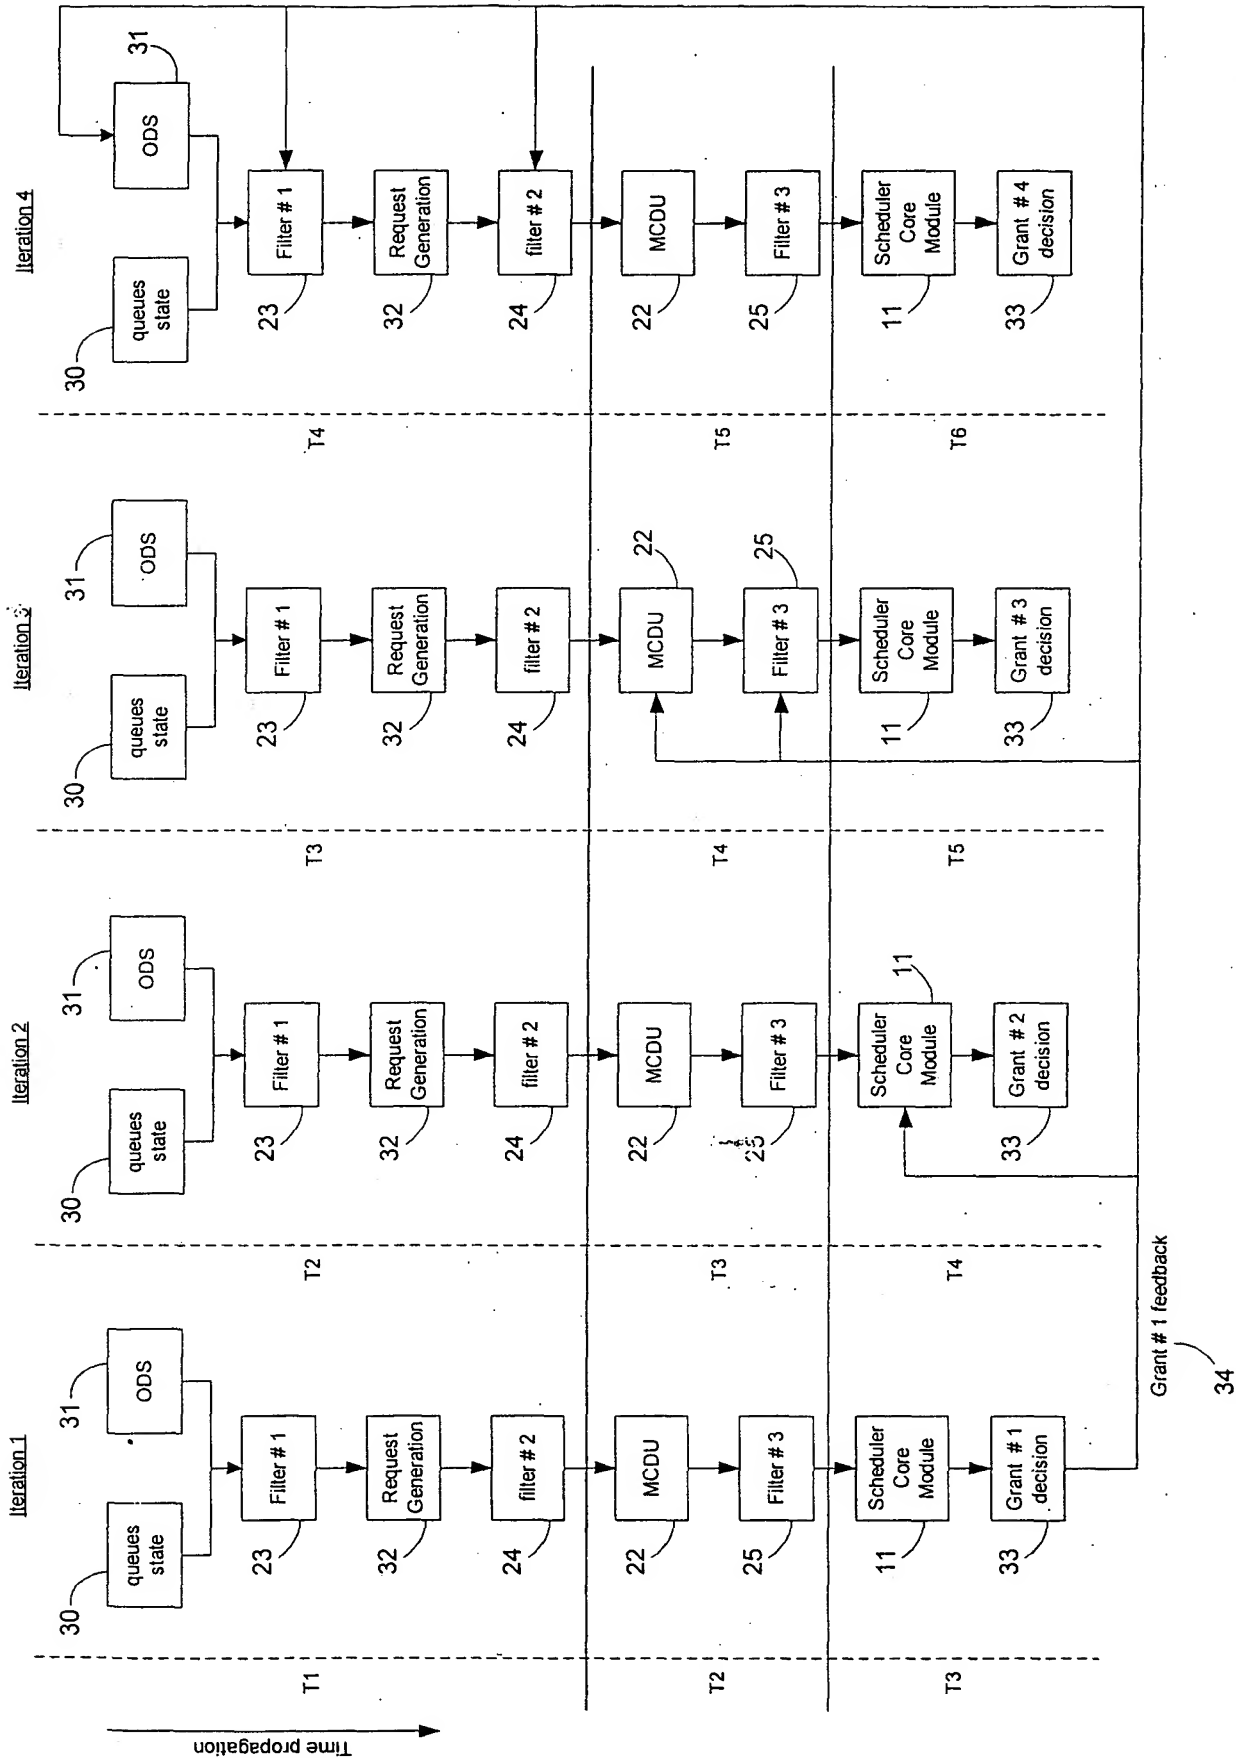 Time propagation
Iteration 1
30
queues
state
31
ODS
Filter # 1
23
Request
Generation
32
filter # 2
24
T1
MCDU
22
Filter # 3
25
T2
Scheduler
Core
Module
11
Grant # 1
decision
33
T3
Iteration 2
30
queues
state
31
ODS
Filter # 1
23
Request
Generation
32
filter # 2
24
T2
MCDU
22
Filter # 3
25
T3
Scheduler
Core
Module
11
Grant # 2
decision
33
T4
Iteration 3
30
queues
state
31
ODS
Filter # 1
23
Request
Generation
32
filter # 2
24
T3
MCDU
22
Filter # 3
25
T4
Scheduler
Core
Module
11
Grant # 3
decision
33
T5
Iteration 4
30
queues
state
31
ODS
Filter # 1
23
Request
Generation
32
filter # 2
24
T4
MCDU
22
Filter # 3
25
T5
Scheduler
Core
Module
11
Grant # 4
decision
33
T6
Grant # 1 feedback
34